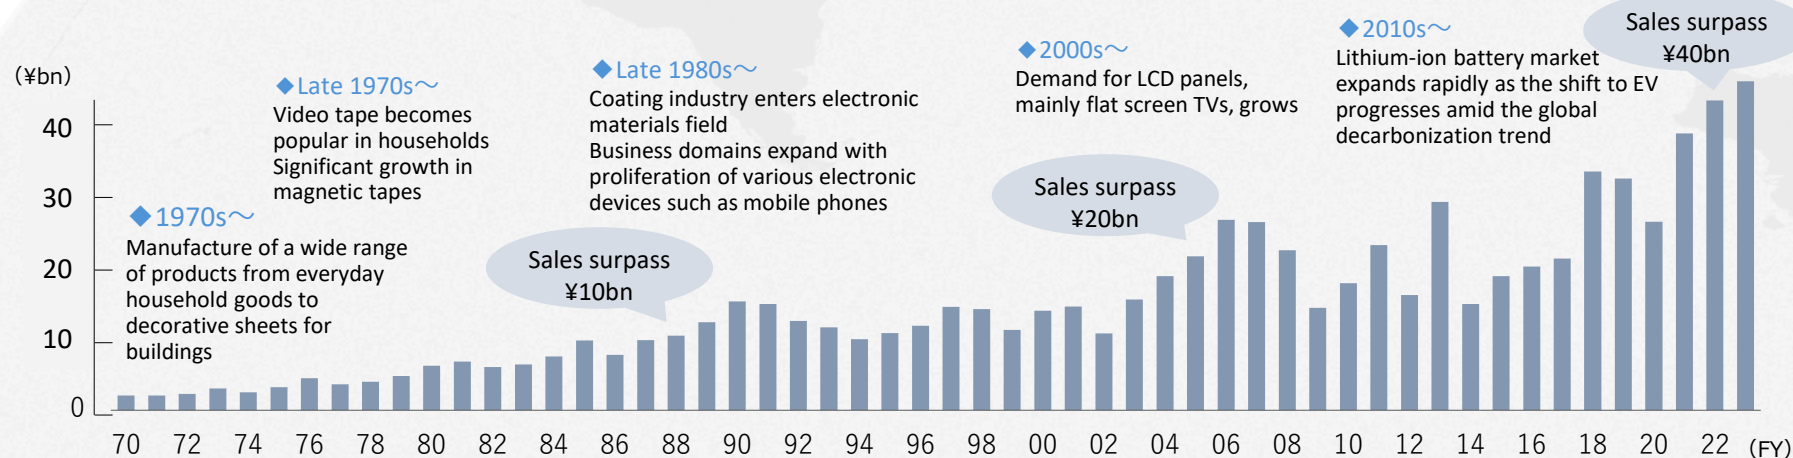 (¥bn)
40
30
20
10
0
◆1970s～
Manufacture of a wide range
of products from everyday
household goods to
decorative sheets for
buildings
◆Late 1970s～
Video tape becomes
popular in households
Significant growth in
magnetic tapes
Sales surpass
¥10bn
◆Late 1980s～
Coating industry enters electronic
materials field
Business domains expand with
proliferation of various electronic
devices such as mobile phones
Sales surpass
¥20bn
◆2000s～
Demand for LCD panels,
mainly flat screen TVs, grows
◆2010s～
Lithium-ion battery market
expands rapidly as the shift to EV
progresses amid the global
decarbonization trend
Sales surpass
¥40bn
70 72 74 76 78 80 82 84 86 88 90 92 94 96 98 00 02 04 06 08 10 12 14 16 18 20 22 (FY)